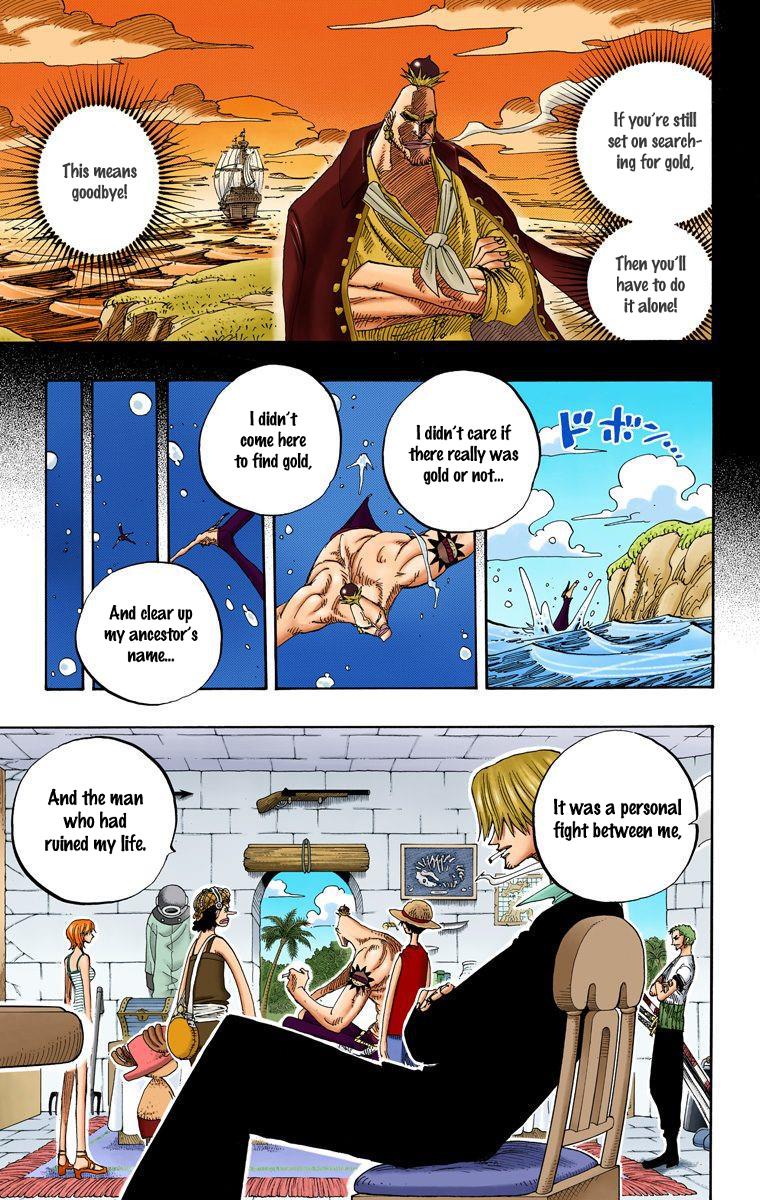 If you're still
set on search-
ing for gold,
Then you'll
have to do
it alone!
This means
goodbye!
ドボン...
I didn't care if
there really was
gold or not...
I didn't
come here
to find gold,
And clear up
my ancestor's
name...
It was a personal
fight between me,
And the man
who had
ruined my life.